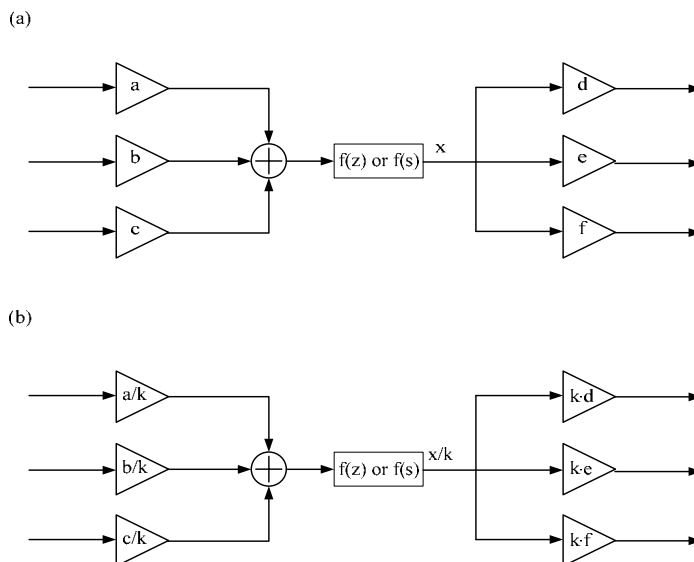 (a)
a
d
b
f(z) or f(s)
x
e
c
f
(b)
a/k
k·d
b/k
f(z) or f(s)
x/k
k·e
c/k
k·f